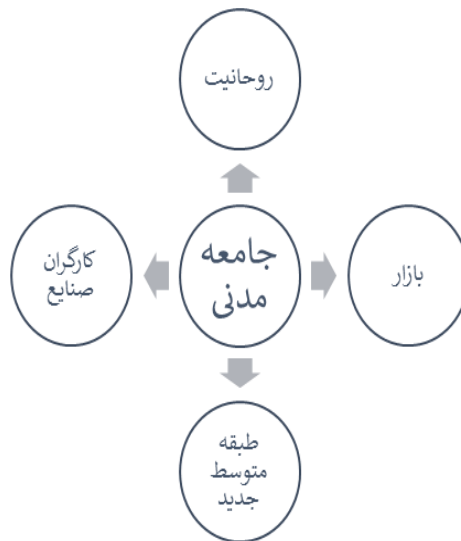 روحانیت
جامعه
مدنی
بازار
کارگران
صنایع
طبقه
متوسط
جدید